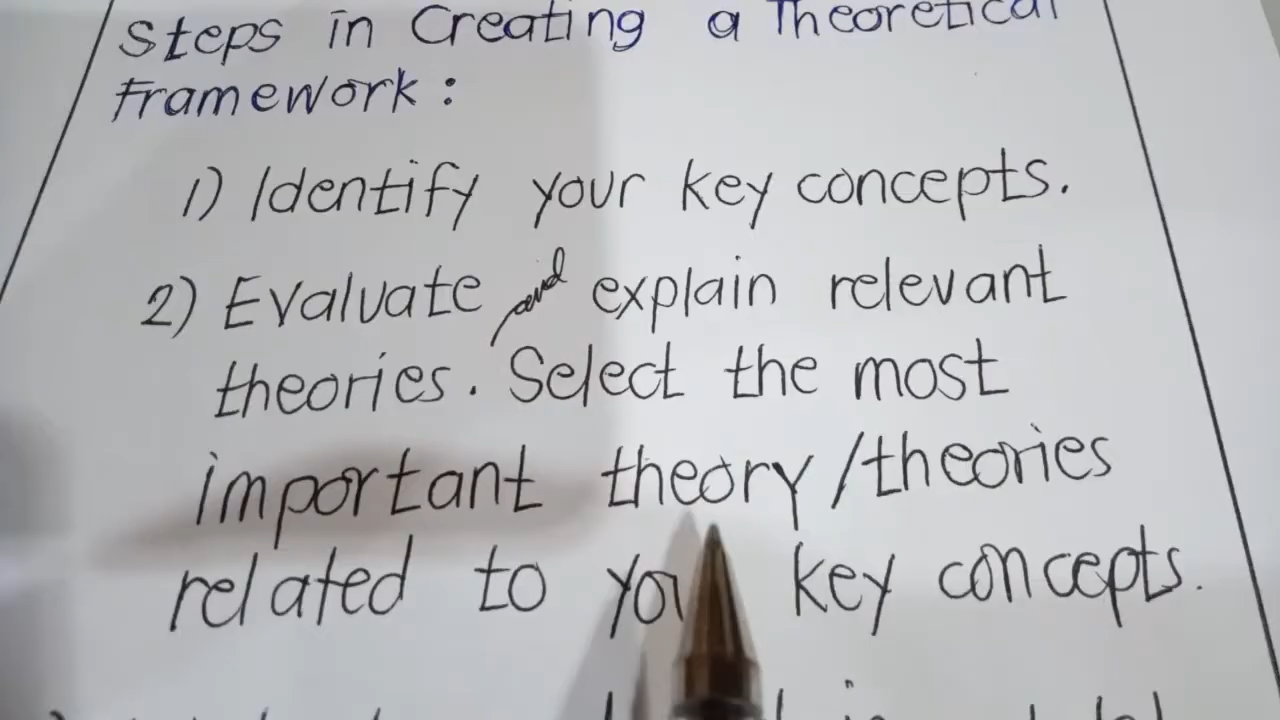 Steps in Creating a Theoretical
Framework:
1) Identify your key concepts.
2) Evaluate and explain relevant
theories. Select the most
important theory/theories
related to key concepts.